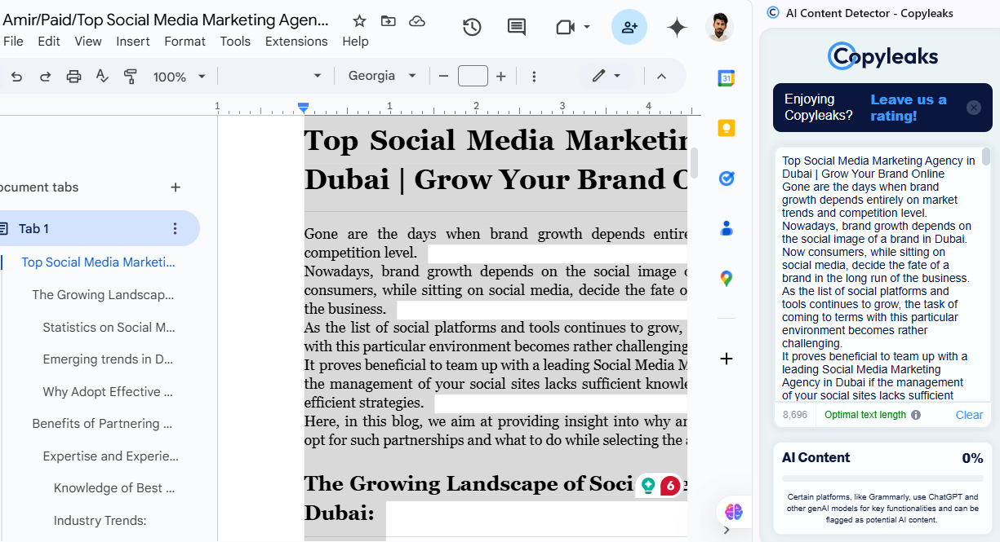 Amir/Paid/Top Social Media Marketing Agen...
File Edit View Insert Format Tools Extensions Help
100% Georgia
1 1 2 3 4
ocument tabs
Tab 1
Top Social Media Marketi...
The Growing Landscap...
Statistics on Social M...
Emerging trends in D...
Why Adopt Effective ...
Benefits of Partnering ...
Expertise and Experie...
Knowledge of Best ...
Industry Trends:
Top Social Media Marketin
Dubai | Grow Your Brand O
Gone are the days when brand growth depends entire
competition level.
Nowadays, brand growth depends on the social image
consumers, while sitting on social media, decide the fate o
the business.
As the list of social platforms and tools continues to grow,
with this particular environment becomes rather challenging
It proves beneficial to team up with a leading Social Media M
the management of your social sites lacks sufficient knowle
efficient strategies.
Here, in this blog, we aim at providing insight into why an
opt for such partnerships and what to do while selecting the
The Growing Landscape of Soci
Dubai:
6
31
AI Content Detector - Copyleaks
Copyleaks
Enjoying
Copyleaks?
Leave us a
rating!
Top Social Media Marketing Agency in
Dubai | Grow Your Brand Online
Gone are the days when brand
growth depends entirely on market
trends and competition level.
Nowadays, brand growth depends on
the social image of a brand in Dubai.
Now consumers, while sitting on
social media, decide the fate of a
brand in the long run of the business.
As the list of social platforms and
tools continues to grow, the task of
coming to terms with this particular
environment becomes rather
challenging.
It proves beneficial to team up with a
leading Social Media Marketing
Agency in Dubai if the management
of your social sites lacks sufficient
8,696 Optimal text length Clear
AI Content 0%
Certain platforms, like Grammarly, use ChatGPT and
other genAI models for key functionalities and can be
flagged as potential AI content.